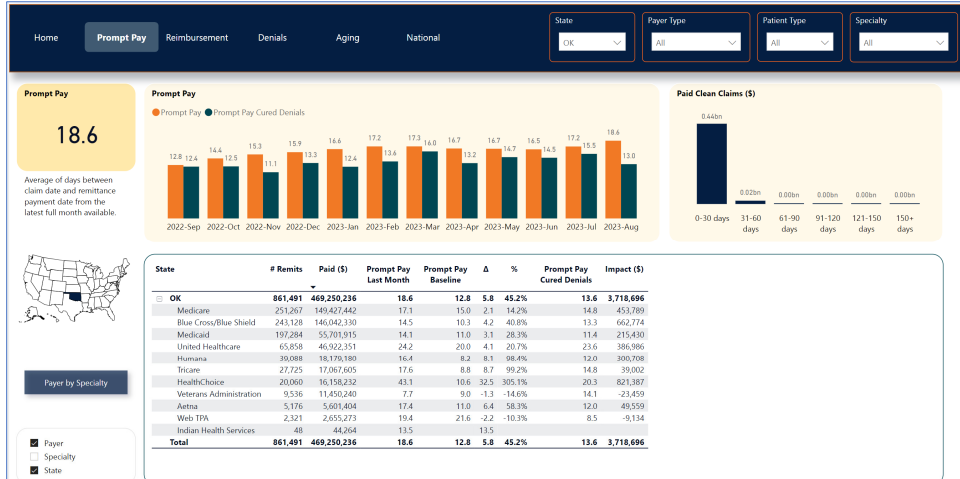 State Payer Type Patient Type Specialty
Home Prompt Pay Reimbursement Denials Aging National
OK All All All
Prompt Pay
18.6
Average of days between
claim date and remittance
payment date from the
latest full month available.
Prompt Pay
Prompt Pay Prompt Pay Cured Denials
12.8 12.4 14.4 12.5 15.3 11.1 15.9 13.3 16.6 12.4 17.2 13.6 17.3 16.0 16.7 13.2 16.7 14.7 16.5 14.5 17.2 15.5 18.6 13.0
2022-Sep 2022-Oct 2022-Nov 2022-Dec 2023-Jan 2023-Feb 2023-Mar 2023-Apr 2023-May 2023-Jun 2023-Jul 2023-Aug
Paid Clean Claims ($)
0.44bn 0.02bn 0.00bn 0.00bn 0.00bn 0.00bn
0-30 days 31-60 days 61-90 days 91-120 days 121-150 days 150+ days
State # Remits Paid ($) Prompt Pay Last Month Prompt Pay Baseline Δ % Prompt Pay Cured Denials Impact ($)
OK 861,491 469,250,236 18.6 12.8 5.8 45.2% 13.6 3,718,696
Medicare 251,267 149,427,442 17.1 15.0 2.1 14.2% 14.8 453,789
Blue Cross/Blue Shield 243,128 146,042,330 14.5 10.3 4.2 40.8% 13.3 662,774
Medicaid 197,284 55,701,915 14.1 11.0 3.1 28.3% 11.4 215,430
United Healthcare 65,858 46,922,351 24.2 20.0 4.1 20.7% 23.6 386,986
Humana 39,088 18,179,180 16.4 8.2 8.1 98.4% 12.0 300,708
Tricare 27,725 17,067,605 17.6 8.8 8.7 99.2% 14.8 39,002
HealthChoice 20,060 16,158,232 43.1 10.6 32.5 305.1% 20.3 821,387
Veterans Administration 9,536 11,450,240 7.7 9.0 -1.3 -14.6% 14.1 -23,459
Aetna 5,176 5,601,404 17.4 11.0 6.4 58.3% 12.0 49,559
Web TPA 2,321 2,655,273 19.4 21.6 -2.2 -10.3% 8.5 -9,134
Indian Health Services 48 44,264 13.5 13.5
Total 861,491 469,250,236 18.6 12.8 5.8 45.2% 13.6 3,718,696
Payer by Specialty
Payer
Specialty
State